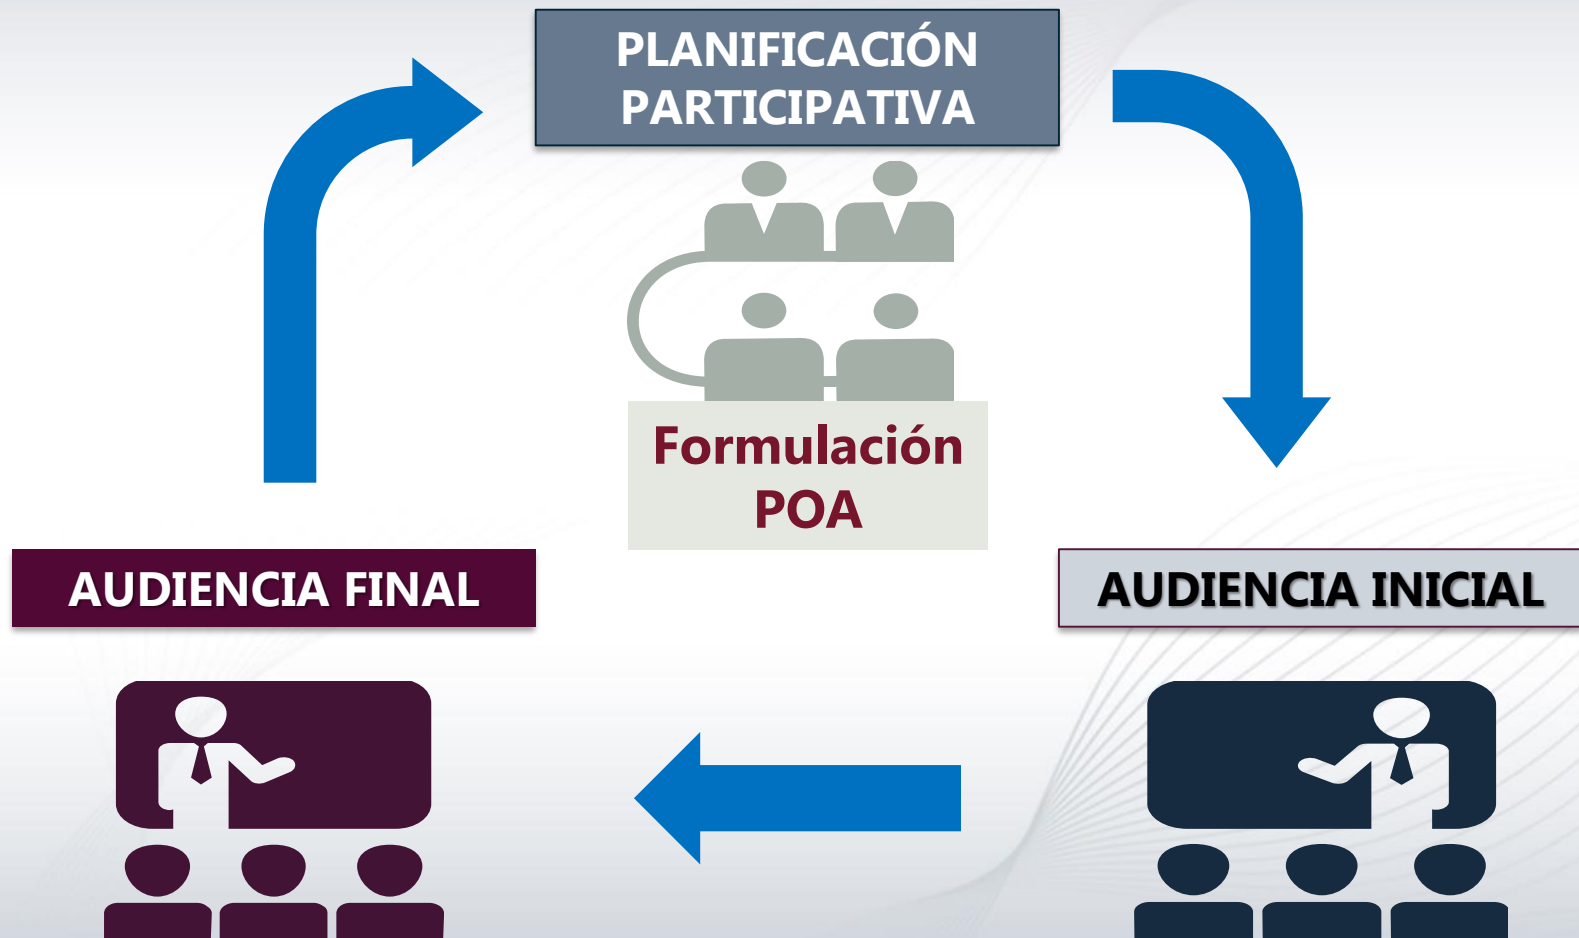 PLANIFICACIÓN
PARTICIPATIVA
Formulación
POA
AUDIENCIA FINAL
AUDIENCIA INICIAL